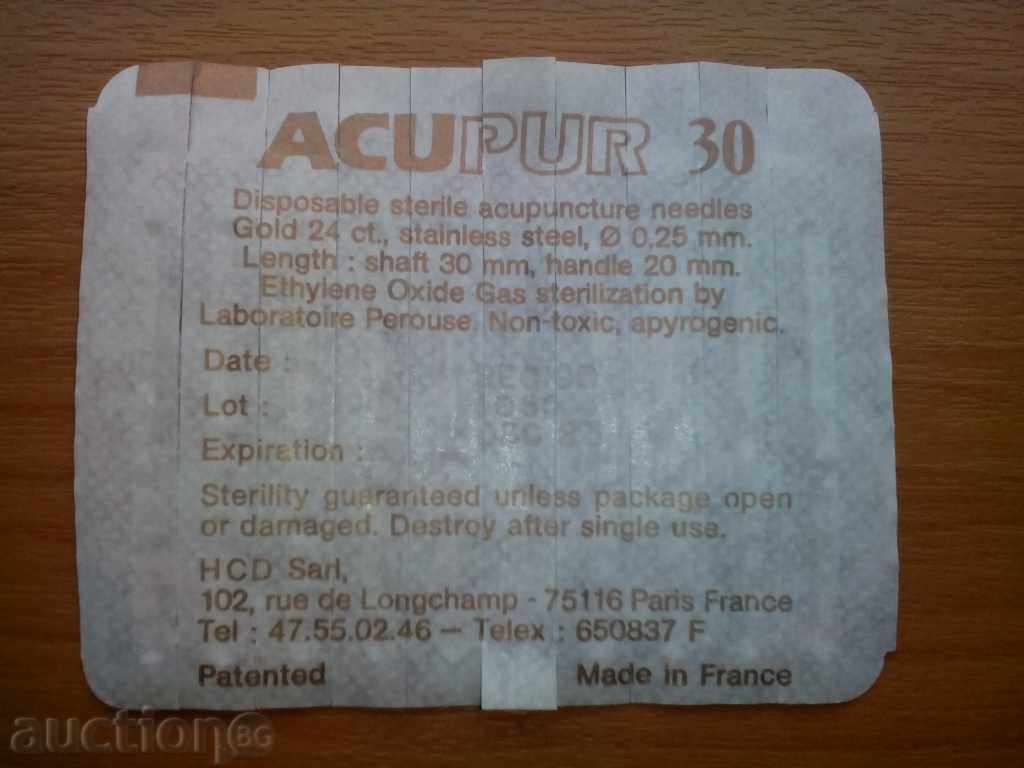 ACUPUR 30
Disposable sterile acupuncture needles
Gold 24 ct., stainless steel, Ø 0,25 mm.
Length : shaft 30 mm, handle 20 mm.
Ethylene Oxide Gas sterilization by
Laboratoire Perouse. Non-toxic, apyrogenic.
Date :
Lot :
Expiration :
Sterility guaranteed unless package open
or damaged. Destroy after single use.
HCD Sarl,
102, rue de Longchamp - 75116 Paris France
Tel : 47.55.02.46 – Telex : 650837 F
Patented Made in France
auction BG